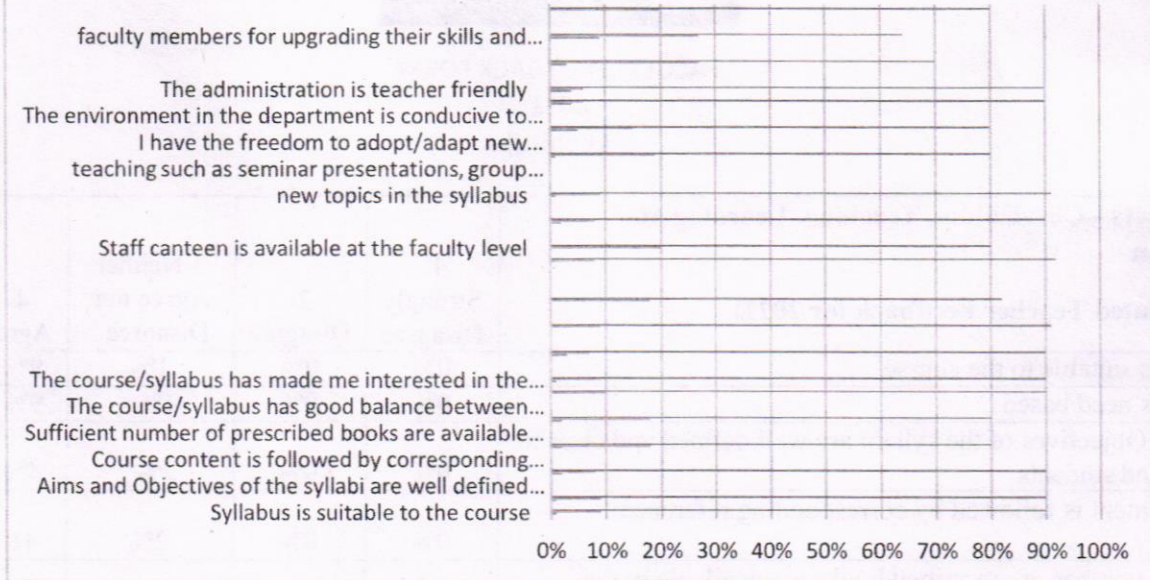 faculty members for upgrading their skills and...
The administration is teacher friendly
The environment in the department is conducive to...
I have the freedom to adopt/adapt new...
teaching such as seminar presentations, group...
new topics in the syllabus
Staff canteen is available at the faculty level
The course/syllabus has made me interested in the...
The course/syllabus has good balance between...
Sufficient number of prescribed books are available...
Course content is followed by corresponding...
Aims and Objectives of the syllabi are well defined...
Syllabus is suitable to the course
0% 10% 20% 30% 40% 50% 60% 70% 80% 90% 100%